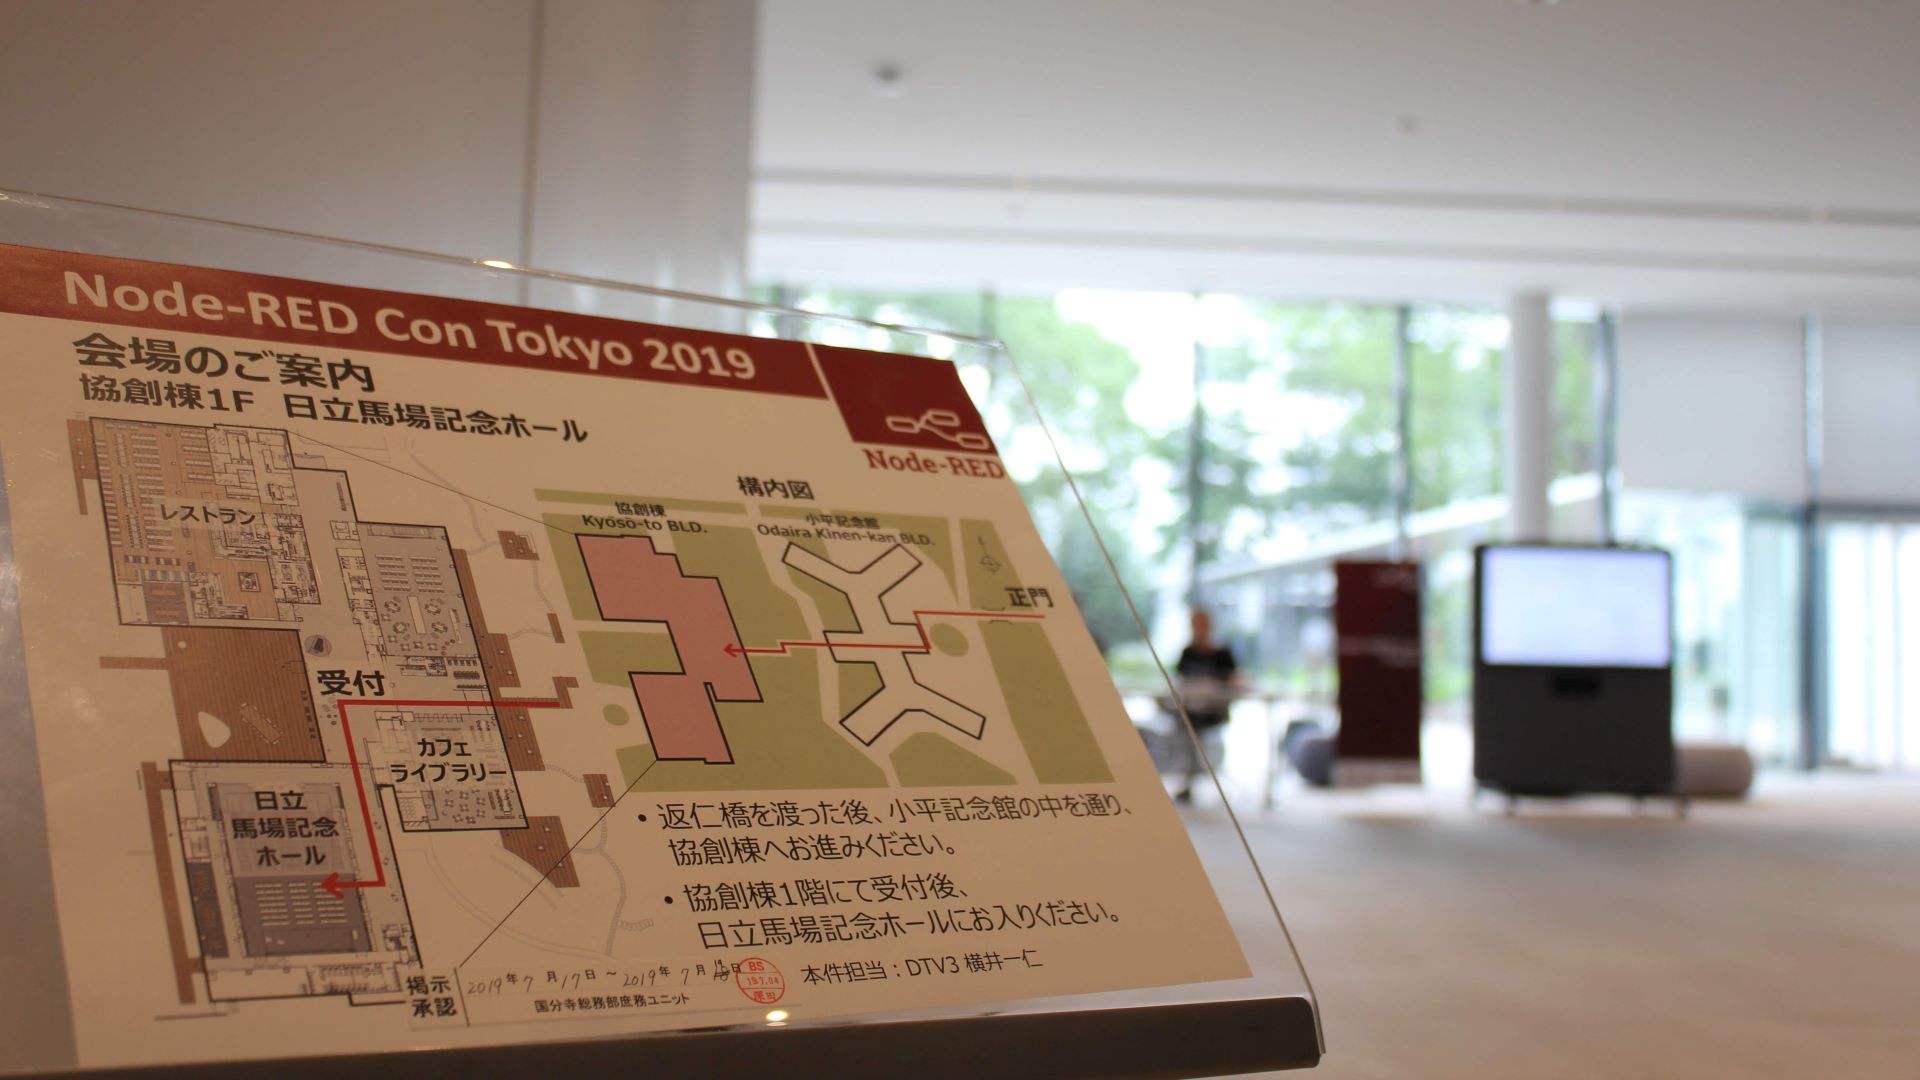 Node-RED Con Tokyo 2019
会場のご案内
協創棟1F 日立馬場記念ホール
Node-RED
レストラン
受付
カフェ
ライブラリー
日立
馬場記念
ホール
構内図
協創棟
Kyōsō-to BLD.
小平記念館
Odaira Kinen-kan BLD.
正門
• 返仁橋を渡った後、小平記念館の中を通り、
協創棟へお進みください。
• 協創棟1階にて受付後、
日立馬場記念ホールにお入りください。
本件担当：DTV3 横井一仁
掲示
承認
2019年7月17日～2019年7月
日
国分寺総務部庶務ユニット
BS
19.7.04